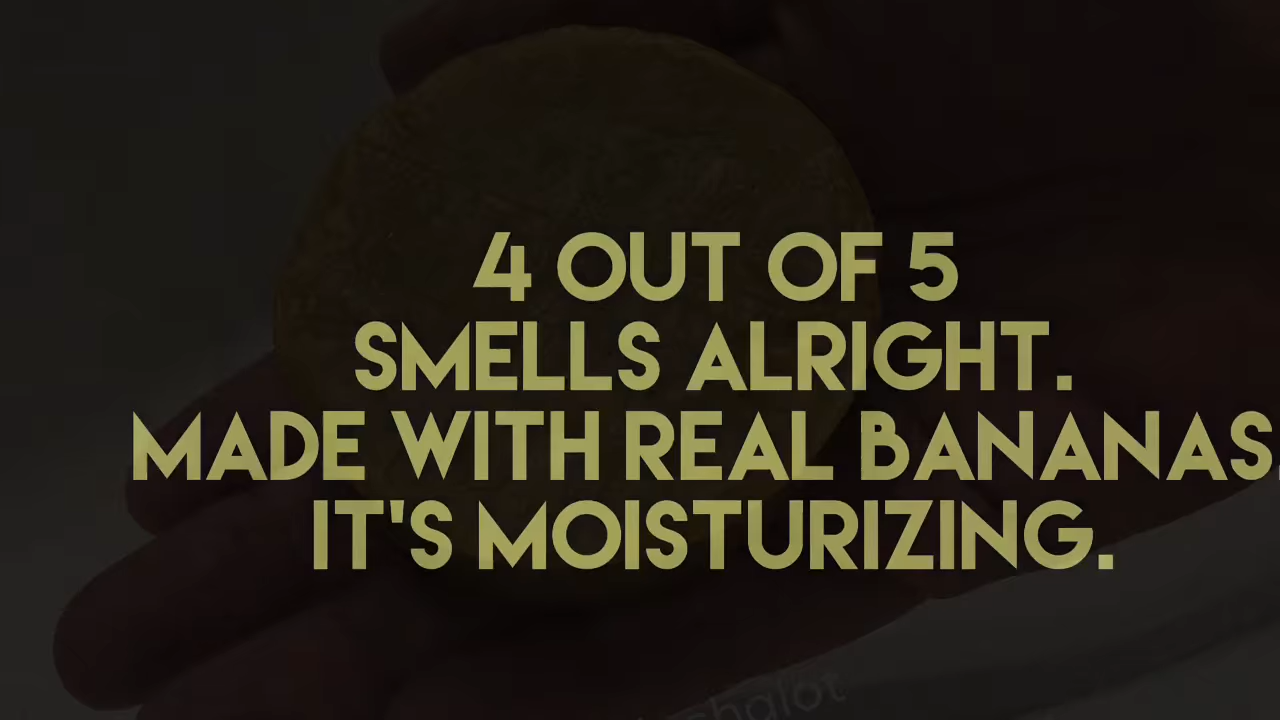 4 OUT OF 5
SMELLS ALRIGHT.
MADE WITH REAL BANANAS.
IT'S MOISTURIZING.